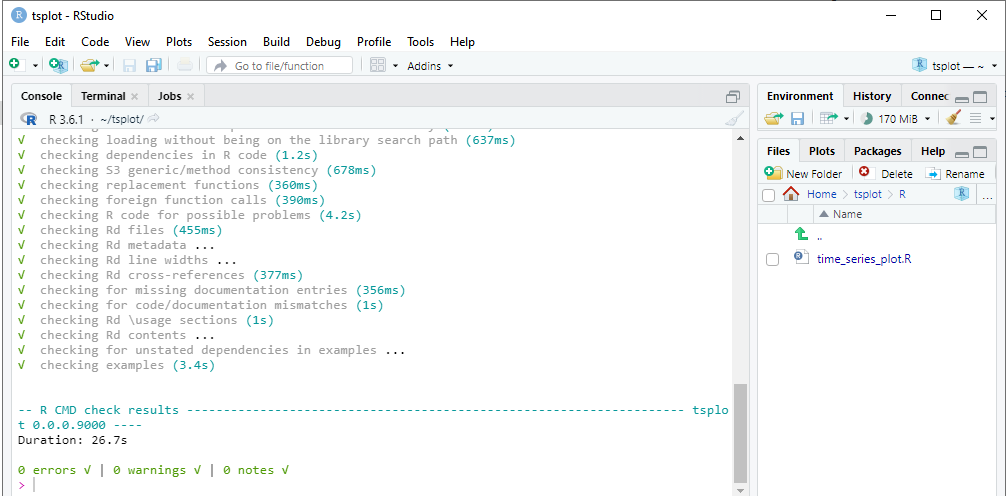 tsplot - RStudio
File Edit Code View Plots Session Build Debug Profile Tools Help
Go to file/function Addins tsplot — ~
Console Terminal Jobs
R 3.6.1 · ~/tsplot/
√ checking loading without being on the library search path (637ms)
√ checking dependencies in R code (1.2s)
√ checking S3 generic/method consistency (678ms)
√ checking replacement functions (360ms)
√ checking foreign function calls (390ms)
√ checking R code for possible problems (4.2s)
√ checking Rd files (455ms)
√ checking Rd metadata ...
√ checking Rd line widths ...
√ checking Rd cross-references (377ms)
√ checking for missing documentation entries (356ms)
√ checking for code/documentation mismatches (1s)
√ checking Rd \usage sections (1s)
√ checking Rd contents ...
√ checking for unstated dependencies in examples ...
√ checking examples (3.4s)
-- R CMD check results -------------------------------------------------------------------- tsplo
t 0.0.0.9000 ----
Duration: 26.7s
0 errors √ | 0 warnings √ | 0 notes √
>
Environment History Connec
170 MiB
Files Plots Packages Help
New Folder Delete Rename
Home tsplot R ...
Name
..
time_series_plot.R